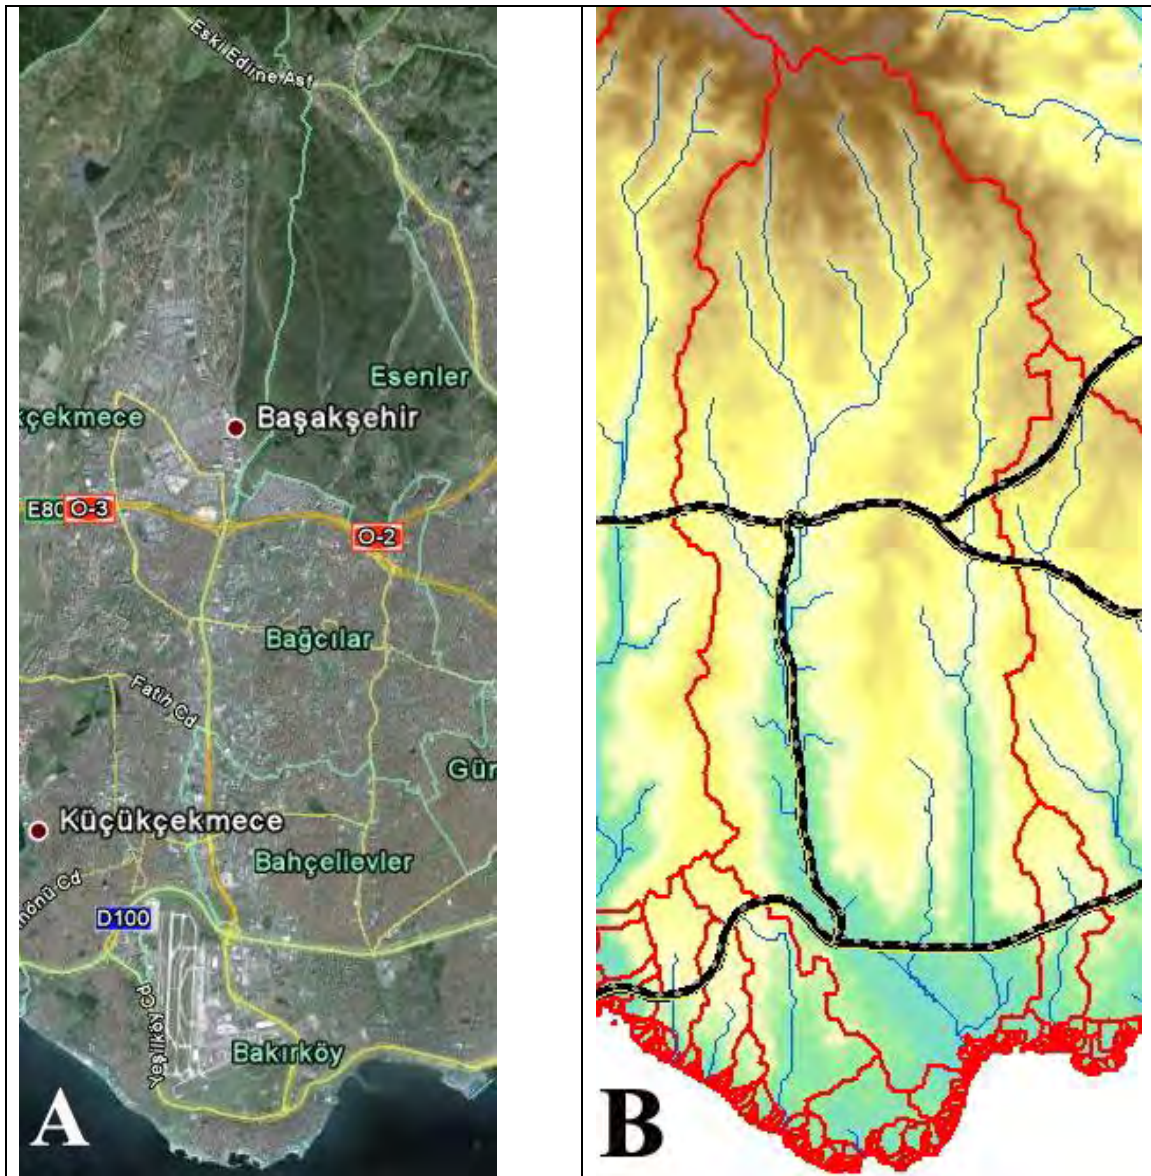 Eski Edirne Asf
Esenler
kçekmece
Başakşehir
E80 O-3
O-2
Bağcılar
Fatih Cd
Gür
Küçükçekmece
Bahçelievler
İnönü Cd
D100
Yeşilköy Cd
Bakırköy
A
B